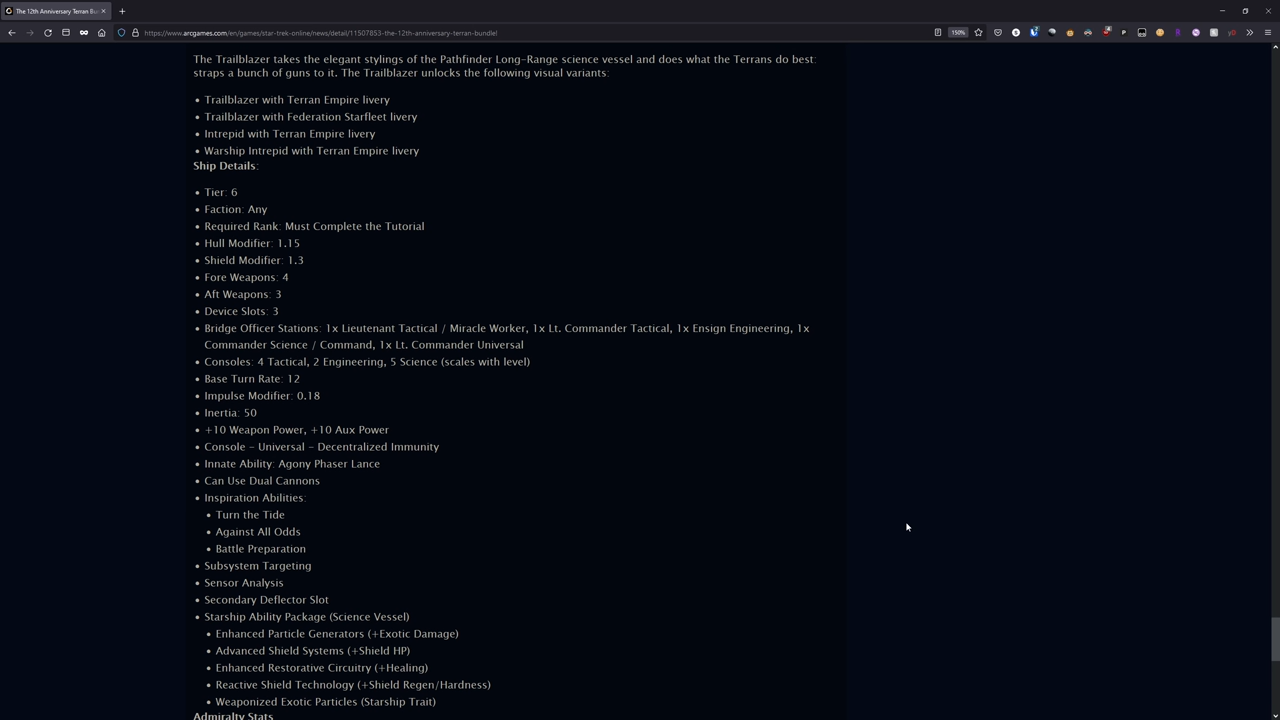 The 12th Anniversary Terran Bu
https://www.arcgames.com/en/games/star-trek-online/news/detail/11507853-the-12th-anniversary-terran-bundle!
150%
The Trailblazer takes the elegant stylings of the Pathfinder Long-Range science vessel and does what the Terrans do best:
straps a bunch of guns to it. The Trailblazer unlocks the following visual variants:
• Trailblazer with Terran Empire livery
• Trailblazer with Federation Starfleet livery
• Intrepid with Terran Empire livery
• Warship Intrepid with Terran Empire livery
Ship Details:
• Tier: 6
• Faction: Any
• Required Rank: Must Complete the Tutorial
• Hull Modifier: 1.15
• Shield Modifier: 1.3
• Fore Weapons: 4
• Aft Weapons: 3
• Device Slots: 3
• Bridge Officer Stations: 1x Lieutenant Tactical / Miracle Worker, 1x Lt. Commander Tactical, 1x Ensign Engineering, 1x
Commander Science / Command, 1x Lt. Commander Universal
• Consoles: 4 Tactical, 2 Engineering, 5 Science (scales with level)
• Base Turn Rate: 12
• Impulse Modifier: 0.18
• Inertia: 50
• +10 Weapon Power, +10 Aux Power
• Console – Universal – Decentralized Immunity
• Innate Ability: Agony Phaser Lance
• Can Use Dual Cannons
• Inspiration Abilities:
• Turn the Tide
• Against All Odds
• Battle Preparation
• Subsystem Targeting
• Sensor Analysis
• Secondary Deflector Slot
• Starship Ability Package (Science Vessel)
• Enhanced Particle Generators (+Exotic Damage)
• Advanced Shield Systems (+Shield HP)
• Enhanced Restorative Circuitry (+Healing)
• Reactive Shield Technology (+Shield Regen/Hardness)
• Weaponized Exotic Particles (Starship Trait)
Admiralty Stats